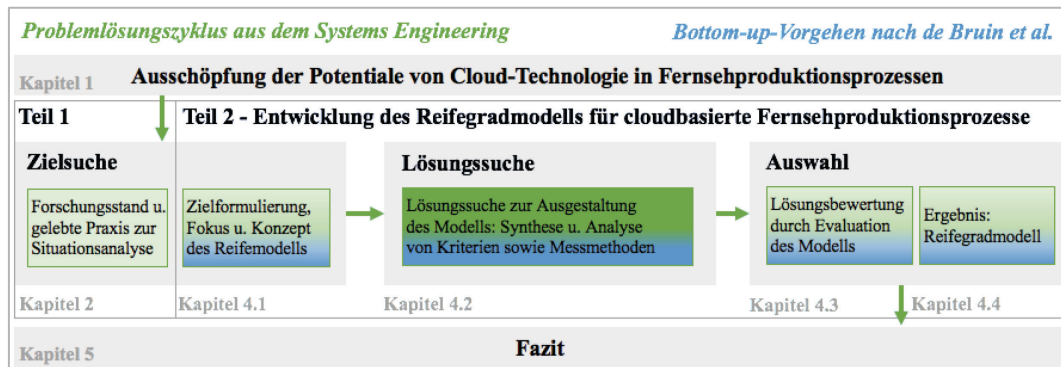 Problemlösungszyklus aus dem Systems Engineering
Bottom-up-Vorgehen nach de Bruin et al.
Kapitel 1
Ausschöpfung der Potentiale von Cloud-Technologie in Fernsehproduktionsprozessen
Teil 1
Teil 2 - Entwicklung des Reifegradmodells für cloudbasierte Fernsehproduktionsprozesse
Zielsuche
Forschungsstand u.
gelebte Praxis zur
Situationsanalyse
Kapitel 2
Zielformulierung,
Fokus u. Konzept
des Reifemodells
Kapitel 4.1
Lösungssuche
Lösungssuche zur Ausgestaltung
des Modells: Synthese u. Analyse
von Kriterien sowie Messmethoden
Kapitel 4.2
Auswahl
Lösungsbewertung
durch Evaluation
des Modells
Kapitel 4.3
Ergebnis:
Reifegradmodell
Kapitel 4.4
Kapitel 5
Fazit